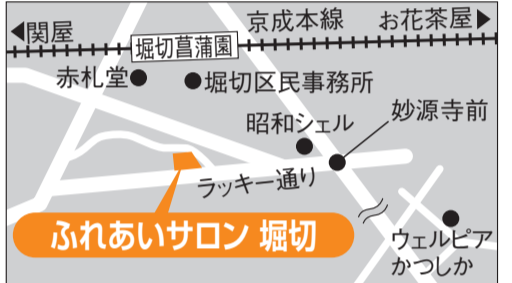 ◀関屋
京成本線
お花茶屋▶
堀切菖蒲園
赤札堂
堀切区民事務所
昭和シェル
妙源寺前
ラッキー通り
ふれあいサロン 堀切
ウェルピア
かつしか